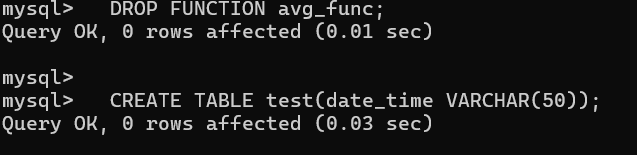 mysql>   DROP FUNCTION avg_func;
Query OK, 0 rows affected (0.01 sec)
mysql>
mysql>   CREATE TABLE test(date_time VARCHAR(50));
Query OK, 0 rows affected (0.03 sec)